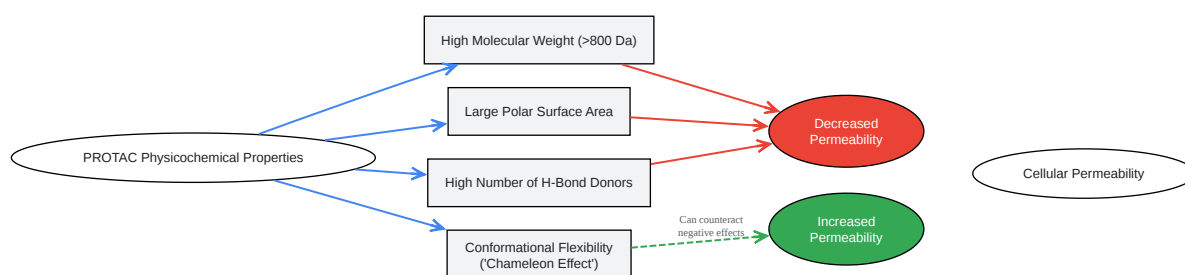 High Molecular Weight (>800 Da)
Large Polar Surface Area
Decreased
Permeability
PROTAC Physicochemical Properties
Cellular Permeability
High Number of H-Bond Donors
Can counteract
negative effects
Increased
Permeability
Conformational Flexibility
('Chameleon Effect')